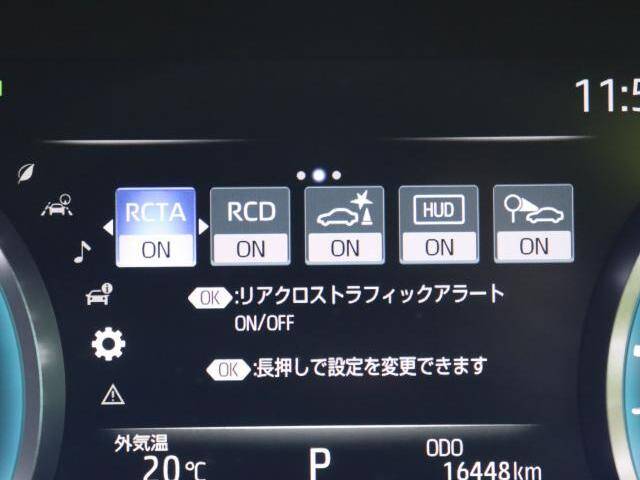 11:5
RCTA RCD HUD
ON ON ON ON ON
OK :リアクロストラフィックアラート
ON/OFF
OK :長押しで設定を変更できます
外気温 ODO
20℃ P 16448km